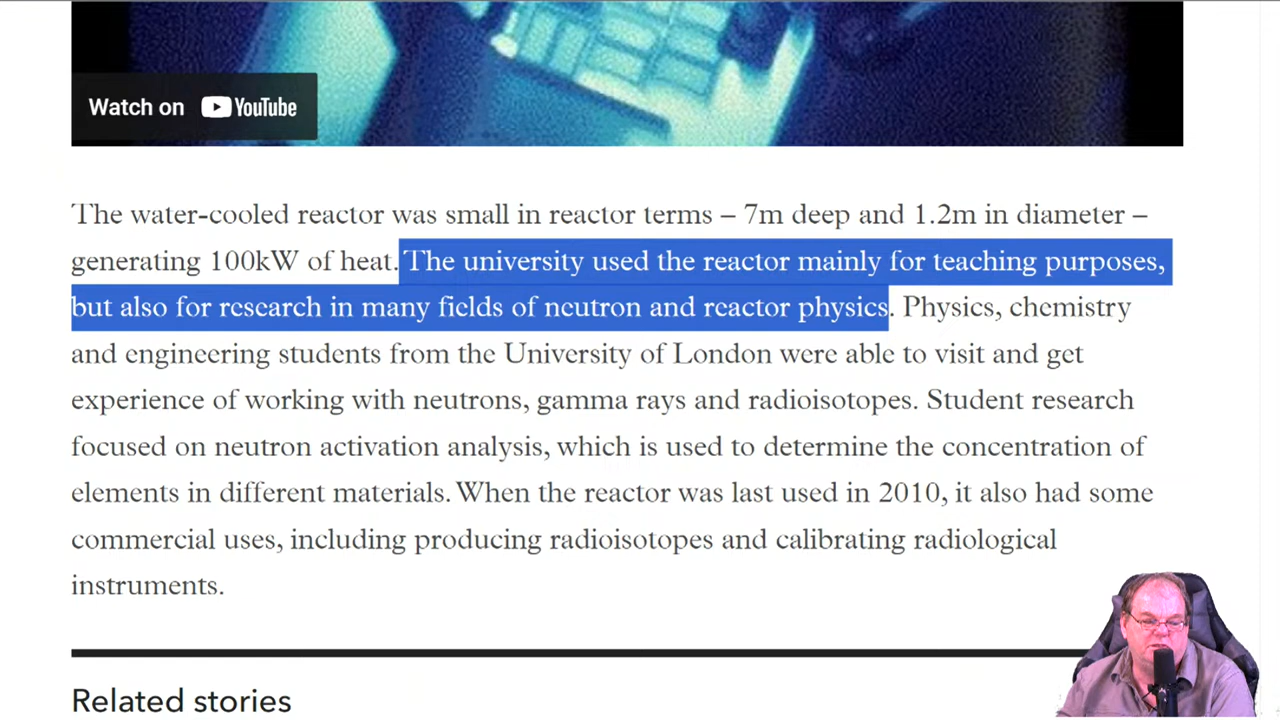 Watch on YouTube
The water-cooled reactor was small in reactor terms – 7m deep and 1.2m in diameter –
generating 100kW of heat. The university used the reactor mainly for teaching purposes,
but also for research in many fields of neutron and reactor physics. Physics, chemistry
and engineering students from the University of London were able to visit and get
experience of working with neutrons, gamma rays and radioisotopes. Student research
focused on neutron activation analysis, which is used to determine the concentration of
elements in different materials. When the reactor was last used in 2010, it also had some
commercial uses, including producing radioisotopes and calibrating radiological
instruments.
Related stories